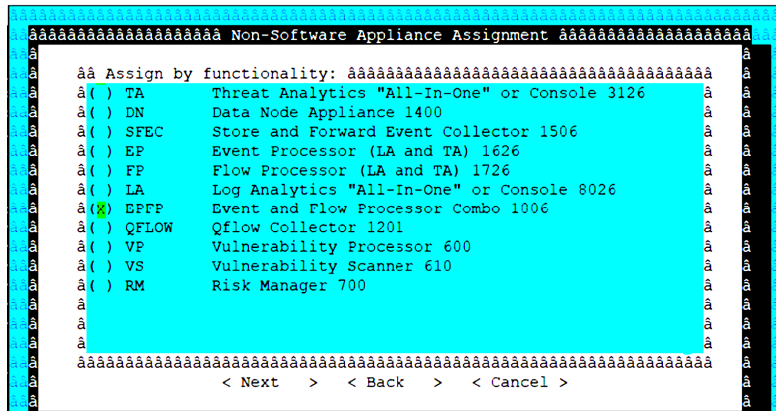 Non-Software Appliance Assignment
Assign by functionality:
( ) TA Threat Analytics "All-In-One" or Console 3126
( ) DN Data Node Appliance 1400
( ) SFEC Store and Forward Event Collector 1506
( ) EP Event Processor (LA and TA) 1626
( ) FP Flow Processor (LA and TA) 1726
( ) LA Log Analytics "All-In-One" or Console 8026
(x) EPFP Event and Flow Processor Combo 1006
( ) QFLOW Qflow Collector 1201
( ) VP Vulnerability Processor 600
( ) VS Vulnerability Scanner 610
( ) RM Risk Manager 700
< Next > < Back > < Cancel >